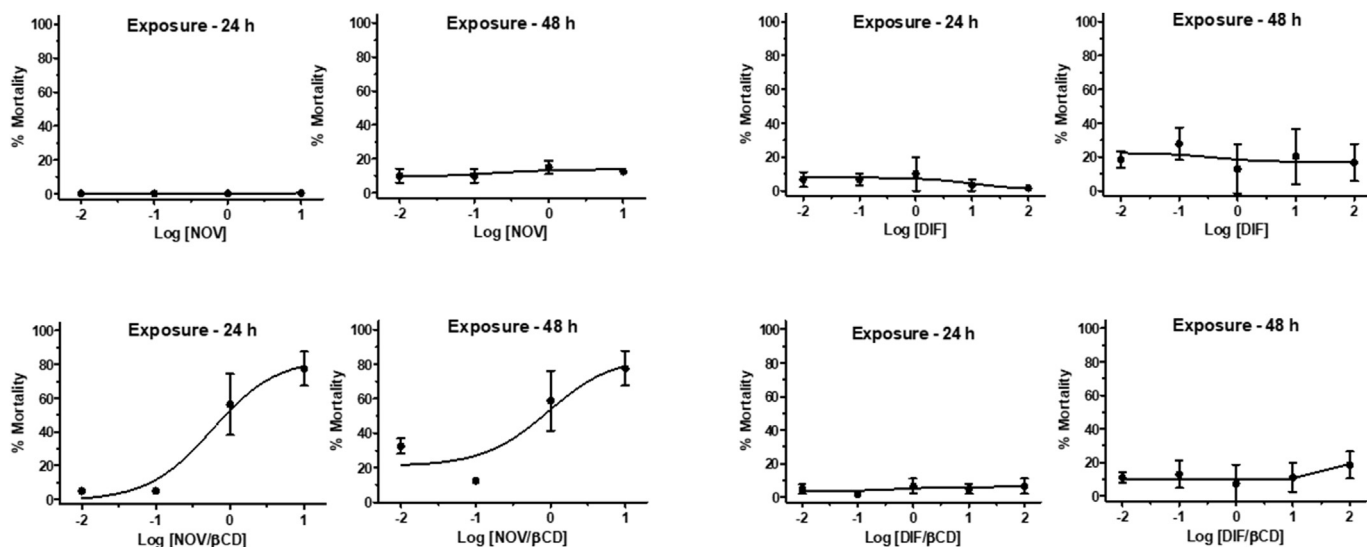 Exposure - 24 h
% Mortality
100
80
60
40
20
0
-2 -1 0 1
Log [NOV]
Exposure - 48 h
% Mortality
100
80
60
40
20
0
-2 -1 0 1
Log [NOV]
Exposure - 24 h
% Mortality
100
80
60
40
20
0
-2 -1 0 1 2
Log [DIF]
Exposure - 48 h
% Mortality
100
80
60
40
20
0
-2 -1 0 1 2
Log [DIF]
Exposure - 24 h
% Mortality
100
80
60
40
20
0
-2 -1 0 1
Log [NOV/βCD]
Exposure - 48 h
% Mortality
100
80
60
40
20
0
-2 -1 0 1
Log [NOV/βCD]
Exposure - 24 h
% Mortality
100
80
60
40
20
0
-2 -1 0 1 2
Log [DIF/βCD]
Exposure - 48 h
% Mortality
100
80
60
40
20
0
-2 -1 0 1 2
Log [DIF/βCD]